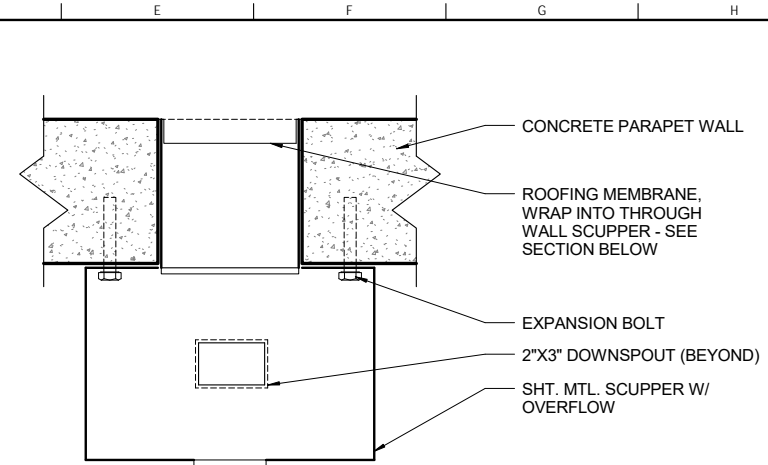 E F G H
CONCRETE PARAPET WALL
ROOFING MEMBRANE,
WRAP INTO THROUGH
WALL SCUPPER - SEE
SECTION BELOW
EXPANSION BOLT
2"X3" DOWNSPOUT (BEYOND)
SHT. MTL. SCUPPER W/
OVERFLOW